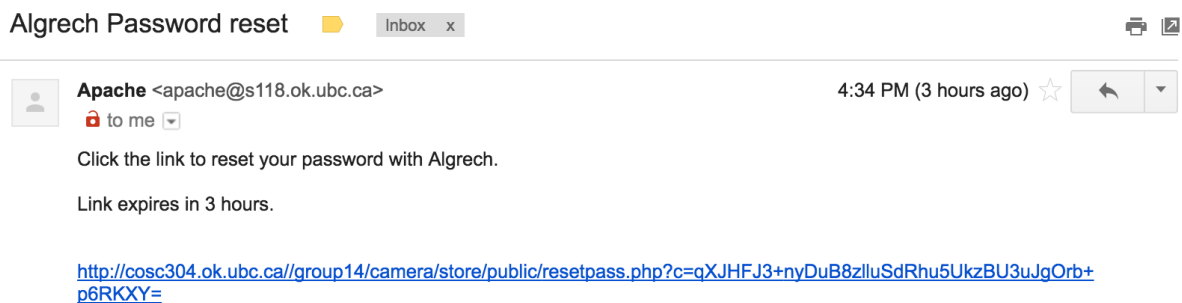 Algrech Password reset
Inbox x
Apache <apache@s118.ok.ubc.ca>
4:34 PM (3 hours ago)
to me
Click the link to reset your password with Algrech.
Link expires in 3 hours.
http://cosc304.ok.ubc.ca//group14/camera/store/public/resetpass.php?c=qXJHFJ3+nyDuB8zlluSdRhu5UkzBU3uJgOrb+
p6RKXY=